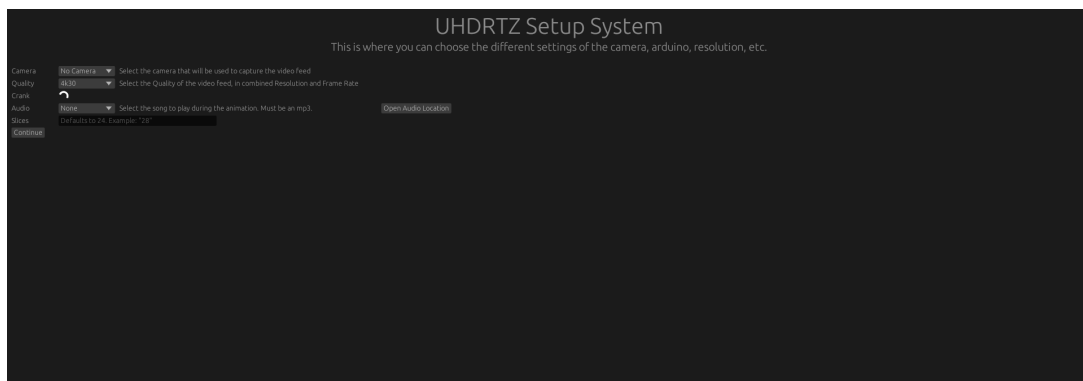 UHDRTZ Setup System
This is where you can choose the different settings of the camera, arduino, resolution, etc.
Camera No Camera Select the camera that will be used to capture the video feed
Quality 4k30 Select the Quality of the video feed, in combined Resolution and Frame Rate
Crank
Audio None Select the song to play during the animation. Must be an mp3. Open Audio Location
Slices Defaults to 24. Example: "28"
Continue